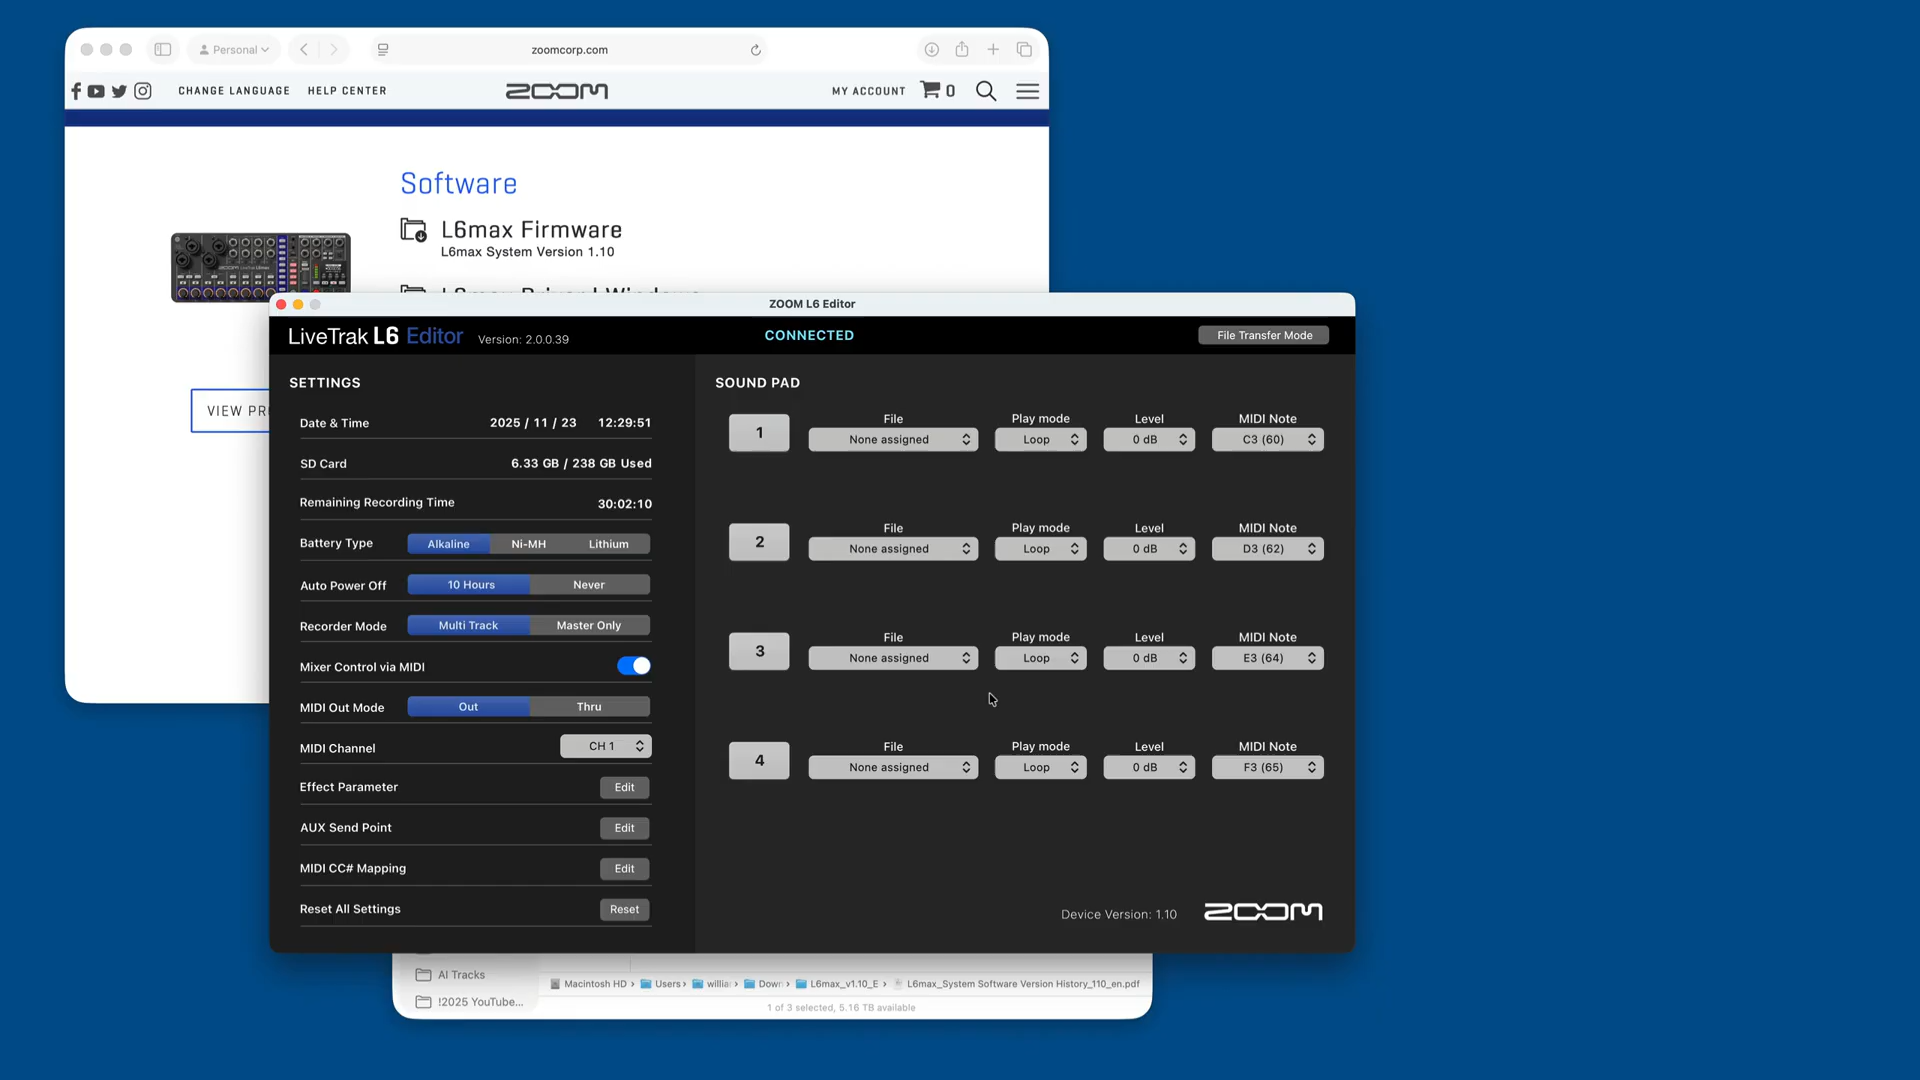 Personal
zoomcorp.com
CHANGE LANGUAGE HELP CENTER
ZOOM
MY ACCOUNT 0
Software
L6max Firmware
L6max System Version 1.10
VIEW PR
ZOOM L6 Editor
LiveTrak L6 Editor Version: 2.0.0.39
CONNECTED
File Transfer Mode
SETTINGS
Date & Time 2025 / 11 / 23 12:29:51
SD Card 6.33 GB / 238 GB Used
Remaining Recording Time 30:02:10
Battery Type Alkaline Ni-MH Lithium
Auto Power Off 10 Hours Never
Recorder Mode Multi Track Master Only
Mixer Control via MIDI
MIDI Out Mode Out Thru
MIDI Channel CH 1
Effect Parameter Edit
AUX Send Point Edit
MIDI CC# Mapping Edit
Reset All Settings Reset
SOUND PAD
File Play mode Level MIDI Note
1 None assigned Loop 0 dB C3 (60)
File Play mode Level MIDI Note
2 None assigned Loop 0 dB D3 (62)
File Play mode Level MIDI Note
3 None assigned Loop 0 dB E3 (64)
File Play mode Level MIDI Note
4 None assigned Loop 0 dB F3 (65)
Device Version: 1.10 ZOOM
AI Tracks
!2025 YouTube...
Macintosh HD › Users › willia › Down › L6max_v1.10_E › L6max_System Software Version History_110_en.pdf
1 of 3 selected, 5.16 TB available